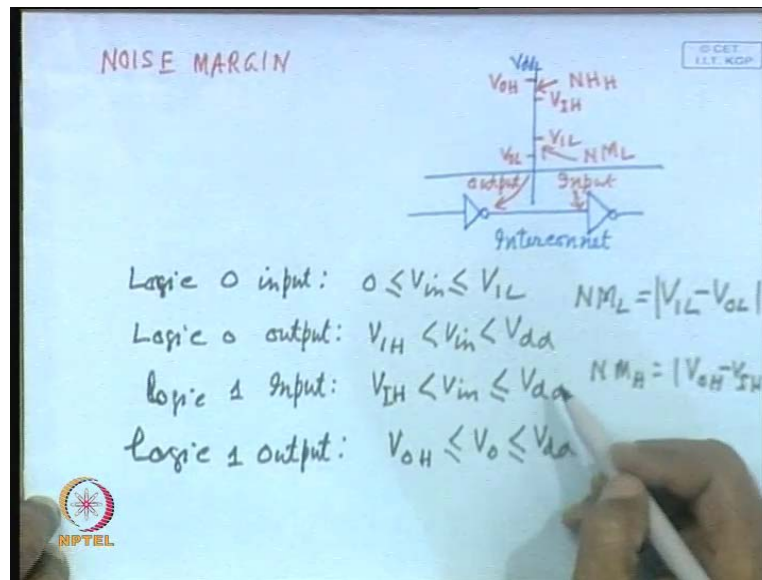 NOISE MARGIN
© CET
I.I.T. KGP
Vdd
VOH
NHH
VIH
VIL
VOL
NML
Output
Input
Interconnet
Logic 0 input: 0 ≤ Vin ≤ VIL
NML = |VIL - VOL|
Logic 0 output: VIH < Vin < Vdd
NMH = |VOH - VIH
Logic 1 Input: VIH < Vin ≤ Vdd
Logic 1 output: VOH ≤ Vo ≤ Vdd
NPTEL